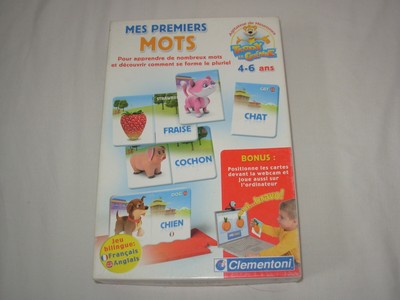 MES PREMIERS
MOTS
Pour apprendre de nombreux mots
et découvrir comment se forme le pluriel
4-6 ans
CHAT
FRAISE
COCHON
CHIEN
BONUS :
Positionne les cartes
devant la webcam et
joue aussi sur
l'ordinateur
jeu
bilingue:
Français
Anglais
Clementoni